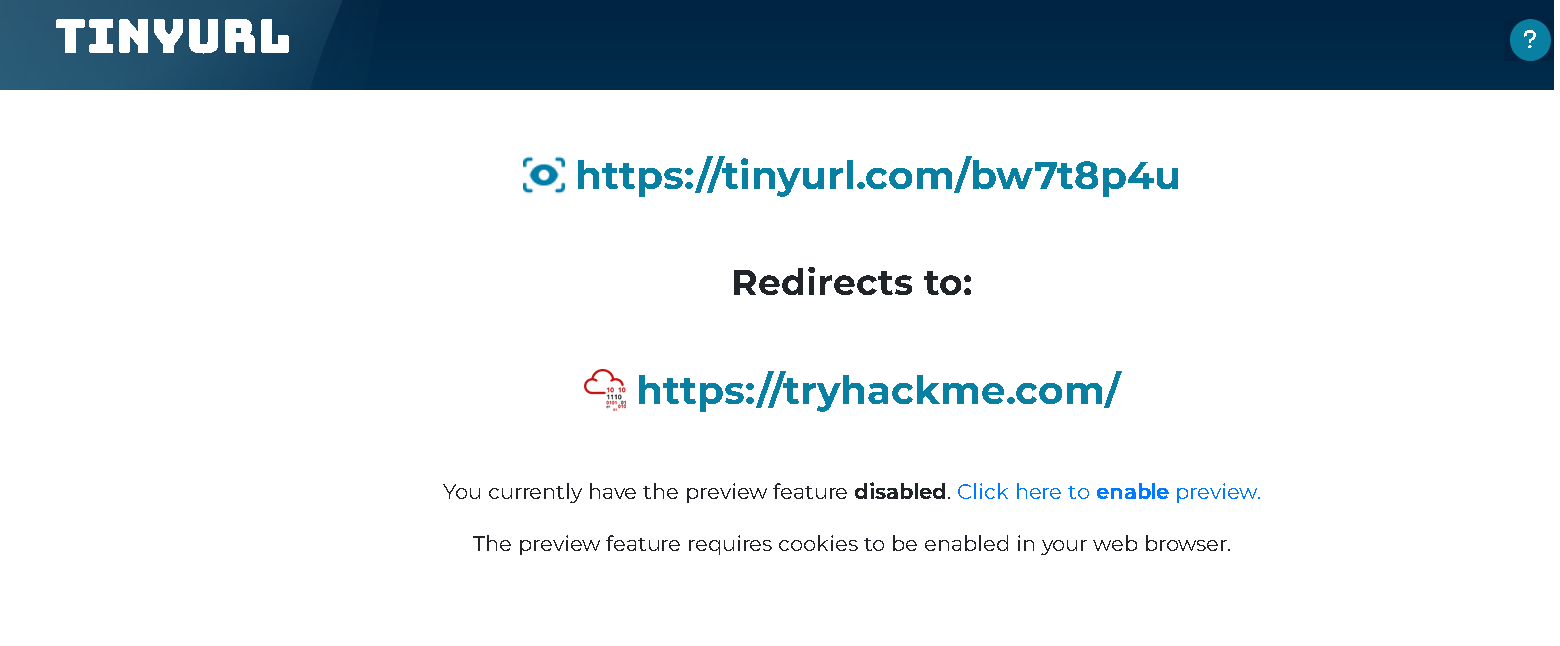 TINYURL
?
https://tinyurl.com/bw7t8p4u
Redirects to:
https://tryhackme.com/
You currently have the preview feature disabled. Click here to enable preview.
The preview feature requires cookies to be enabled in your web browser.